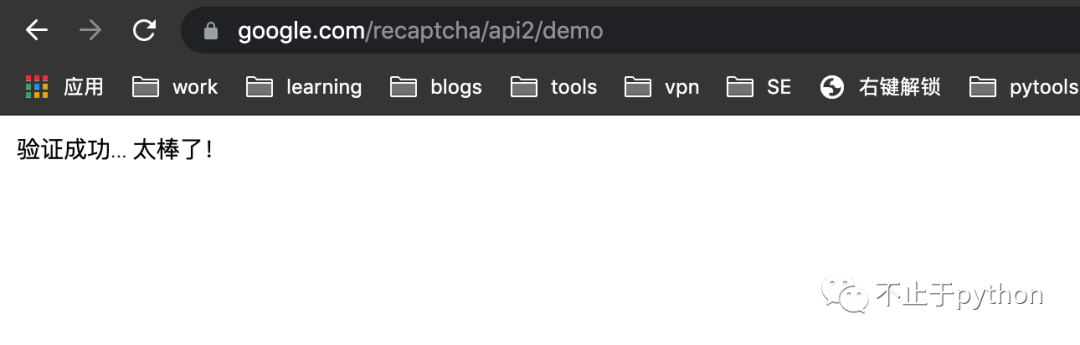 google.com/recaptcha/api2/demo
应用 work learning blogs tools vpn SE 右键解锁 pytools
验证成功... 太棒了！
不止于python